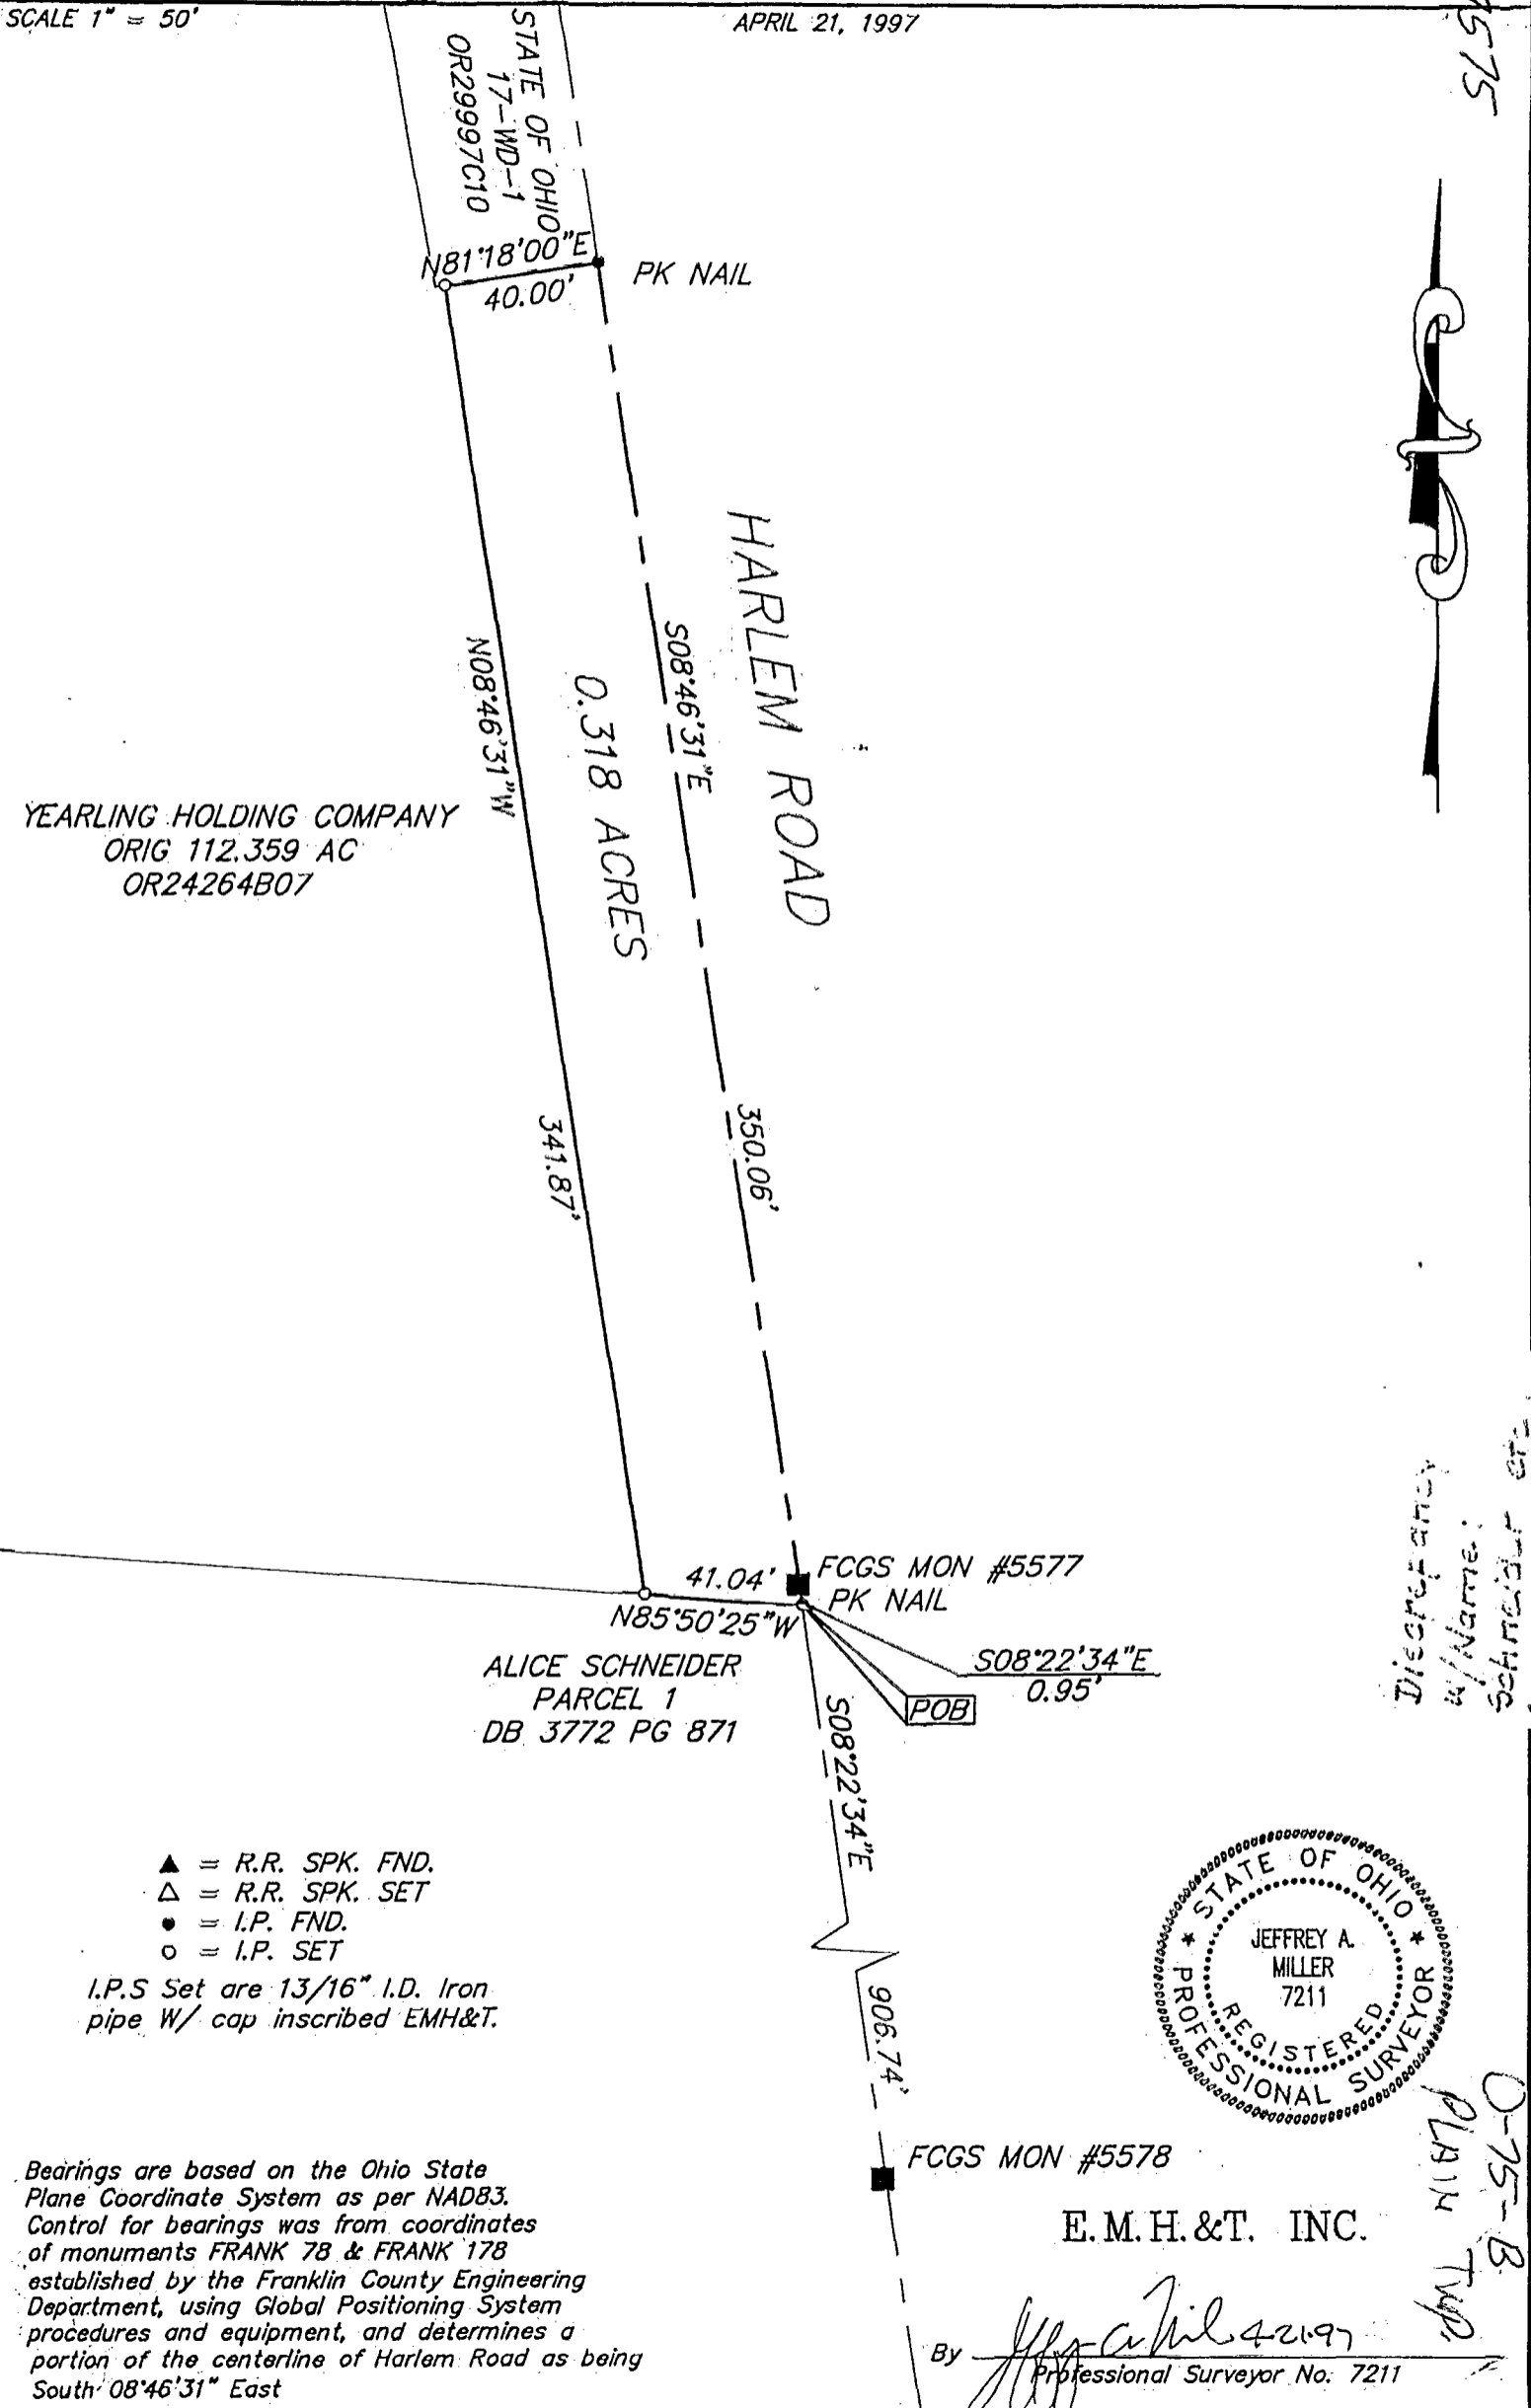 SCALE 1" = 50'
APRIL 21, 1997
STATE OF OHIO
17-WD-1
OR29997C10
N81°18'00"E
40.00'
PK NAIL
HARLEM ROAD
S08°46'31"E
350.06'
0.318 ACRES
N08°46'31"W
341.87'
YEARLING HOLDING COMPANY
ORIG 112.359 AC
OR24264B07
41.04'
N85°50'25"W
FCGS MON #5577
PK NAIL
S08°22'34"E
0.95'
POB
ALICE SCHNEIDER
PARCEL 1
DB 3772 PG 871
S08°22'34"E
906.74'
FCGS MON #5578
Discrepancy
w/Name:
Schneider etc
▲ = R.R. SPK. FND.
△ = R.R. SPK. SET
● = I.P. FND.
○ = I.P. SET
I.P.S Set are 13/16" I.D. Iron
pipe W/ cap inscribed EMH&T.
STATE OF OHIO
JEFFREY A.
MILLER
7211
REGISTERED
PROFESSIONAL SURVEYOR
0-75-B
PLAIN TWP.
Bearings are based on the Ohio State
Plane Coordinate System as per NAD83.
Control for bearings was from coordinates
of monuments FRANK 78 & FRANK 178
established by the Franklin County Engineering
Department, using Global Positioning System
procedures and equipment, and determines a
portion of the centerline of Harlem Road as being
South 08°46'31" East
E.M.H.&T. INC.
By 4-21-97
Professional Surveyor No. 7211